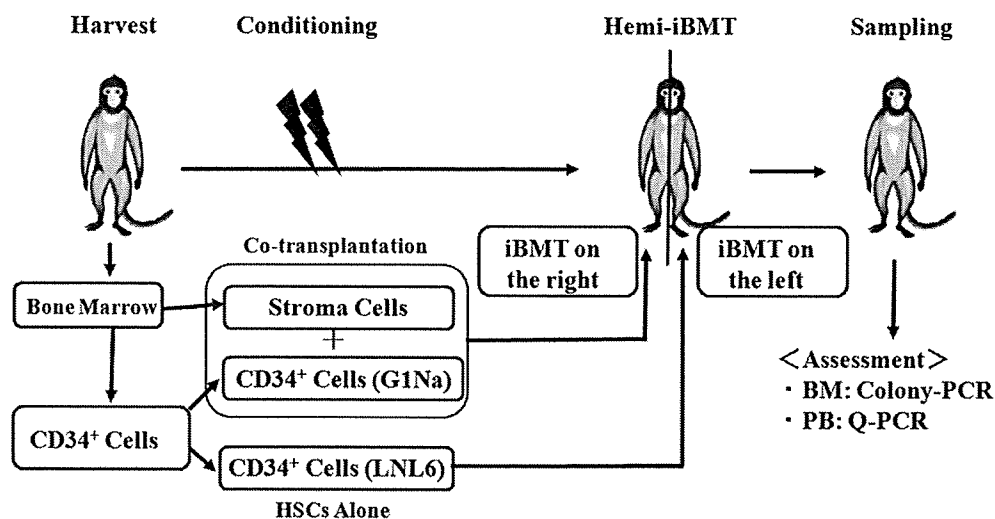 Harvest
Conditioning
Hemi-iBMT
Sampling
Co-transplantation
iBMT on
the right
iBMT on
the left
Bone Marrow
Stroma Cells
+
CD34+ Cells (G1Na)
CD34+ Cells
CD34+ Cells (LNL6)
HSCs Alone
<Assessment>
・BM: Colony-PCR
・PB: Q-PCR